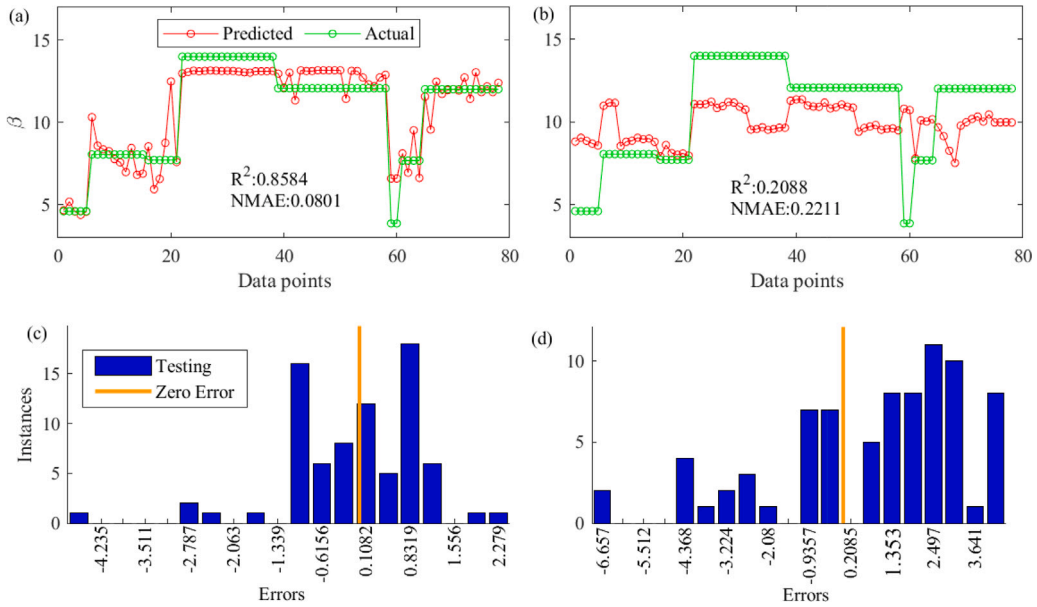 (a)
Predicted Actual
15
10
5
β
R²:0.8584
NMAE:0.0801
0 20 40 60 80
Data points
(b)
15
10
5
R²:0.2088
NMAE:0.2211
0 20 40 60 80
Data points
(c)
Testing
Zero Error
15
10
5
0
Instances
-4.235 -3.511 -2.787 -2.063 -1.339 -0.6156 0.1082 0.8319 1.556 2.279
Errors
(d)
10
5
0
-6.657 -5.512 -4.368 -3.224 -2.08 -0.9357 0.2085 1.353 2.497 3.641
Errors